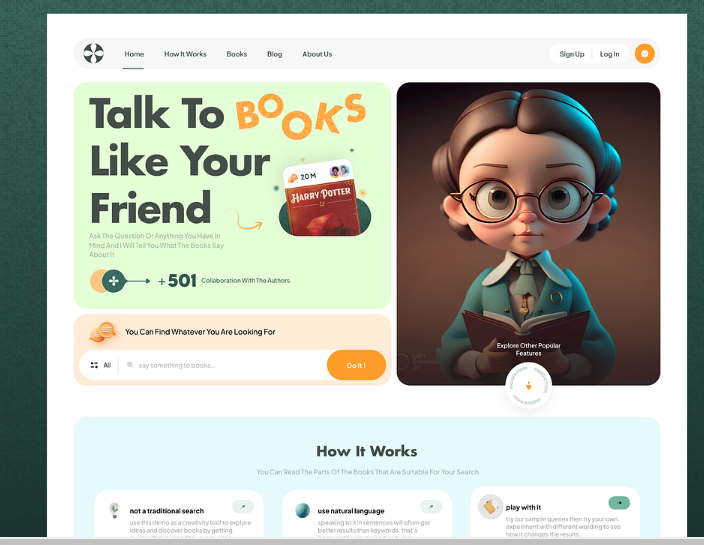 Home How It Works Books Blog About Us Sign Up Log In
Talk To BOOKS
Like Your
Friend
20 M
HARRY POTTER
Ask The Question Or Anything You Have In
Mind And I Will Tell You What The Books Say
About It
+ 501 Collaboration With The Authors
You Can Find Whatever You Are Looking For
All say something to books... Do It !
Explore Other Popular
Features
How It Works
You Can Read The Parts Of The Books That Are Suitable For Your Search
not a traditional search
use this demo as a creativity tool to explore
ideas and discover books by getting
use natural language
speaking to it in sentences will often get
better results than keywords. that's
play with it
try our sample queries then try your own.
experiment with different wording to see
how it changes the results.